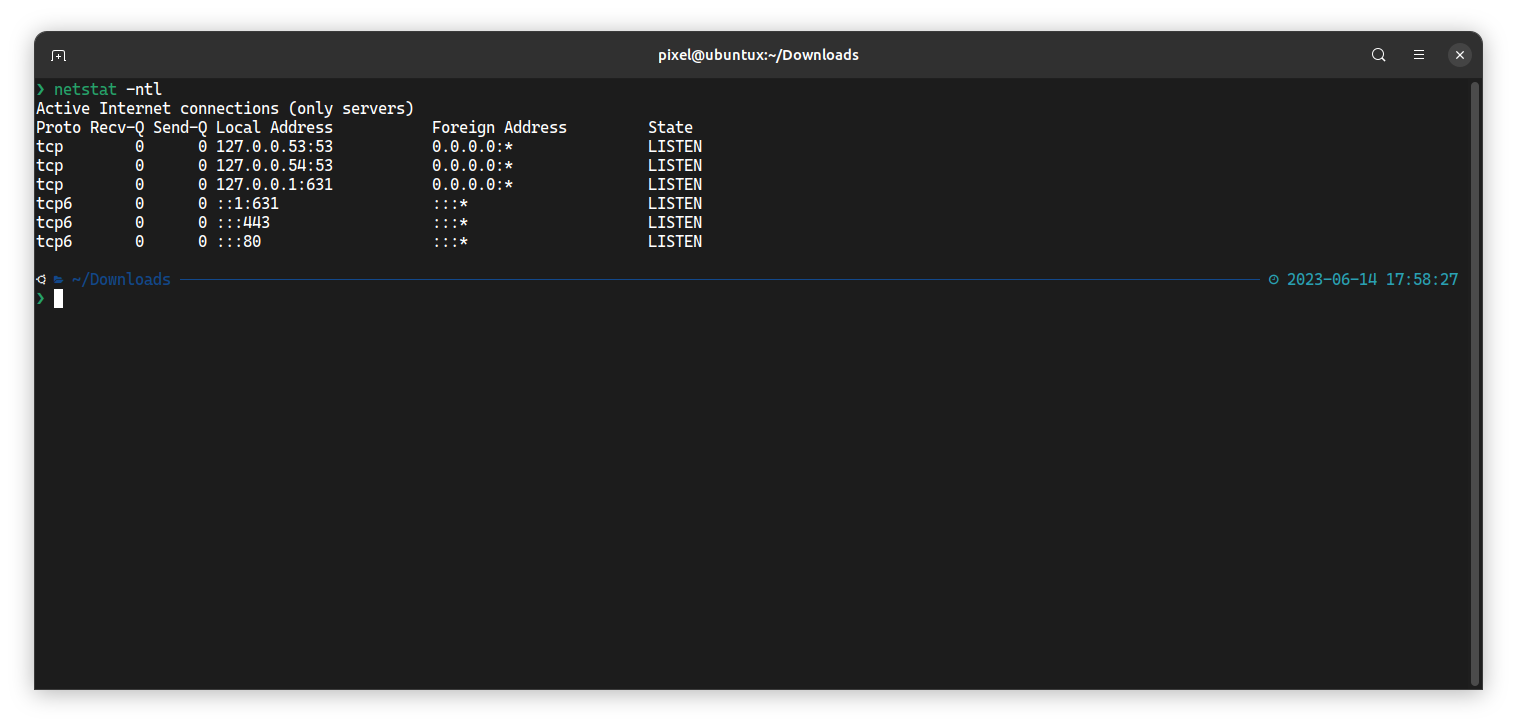 pixel@ubuntux:~/Downloads
❯ netstat -ntl
Active Internet connections (only servers)
Proto Recv-Q Send-Q Local Address           Foreign Address         State
tcp        0      0 127.0.0.53:53           0.0.0.0:*               LISTEN
tcp        0      0 127.0.0.54:53           0.0.0.0:*               LISTEN
tcp        0      0 127.0.0.1:631           0.0.0.0:*               LISTEN
tcp6       0      0 ::1:631                 :::*                    LISTEN
tcp6       0      0 :::443                  :::*                    LISTEN
tcp6       0      0 :::80                   :::*                    LISTEN
~/Downloads 2023-06-14 17:58:27
❯